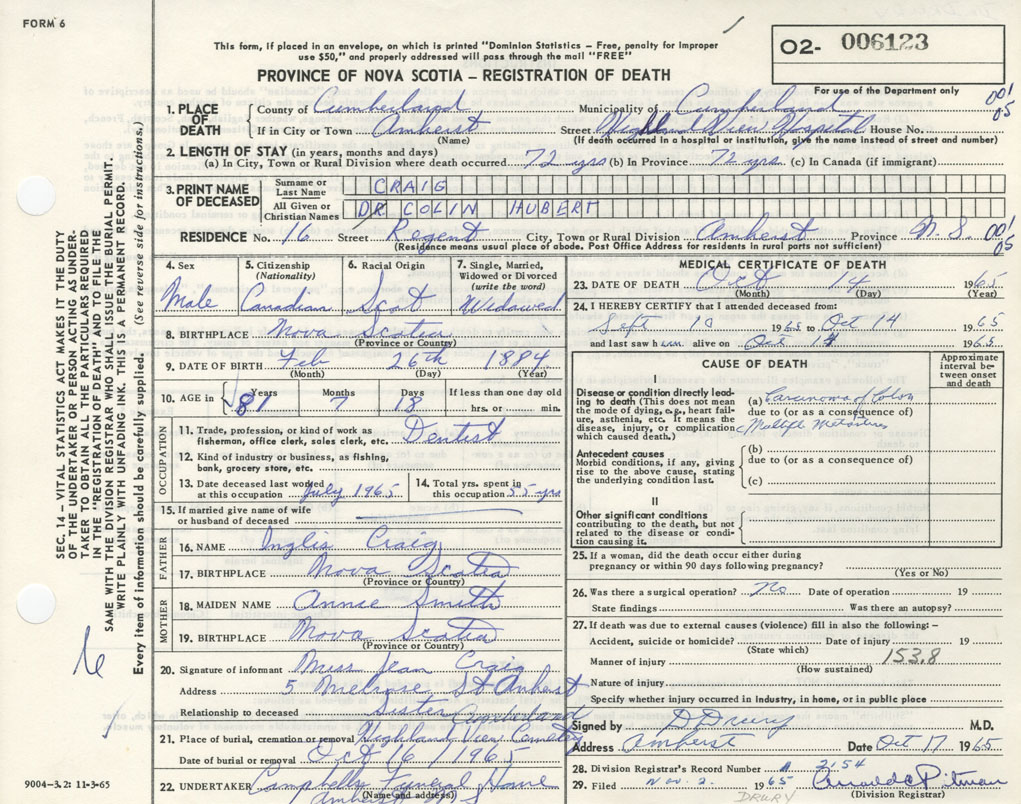 FORM 6
This form, if placed in an envelope, on which is printed "Dominion Statistics – Free, penalty for improper
use $50," and properly addressed will pass through the mail "FREE"
PROVINCE OF NOVA SCOTIA – REGISTRATION OF DEATH
O2- 006123
For use of the Department only
1. PLACE OF DEATH
County of Cumberland Municipality of Cumberland 001 05
If in City or Town Amherst Street Highland View Hospital House No.
(Name) (If death occurred in a hospital or institution, give the name instead of street and number)
2. LENGTH OF STAY (in years, months and days)
(a) In City, Town or Rural Division where death occurred 72 yrs (b) In Province 72 yrs. (c) In Canada (if immigrant)
3. PRINT NAME OF DECEASED
Surname or Last Name CRAIG
All Given or Christian Names DR COLIN HUBERT
RESIDENCE No. 16 Street Regent City, Town or Rural Division Amherst Province N.S. 001 05
(Residence means usual place of abode. Post Office Address for residents in rural parts not sufficient)
4. Sex Male
5. Citizenship (Nationality) Canadian
6. Racial Origin Scot
7. Single, Married, Widowed or Divorced (write the word) Widowed
8. BIRTHPLACE Nova Scotia
(Province or Country)
9. DATE OF BIRTH Feb 26th 1884
(Month) (Day) (Year)
10. AGE in Years 81 Months 7 Days 18 If less than one day old
hrs. or min.
OCCUPATION
11. Trade, profession, or kind of work as
fisherman, office clerk, sales clerk, etc. Dentist
12. Kind of industry or business, as fishing,
bank, grocery store, etc.
13. Date deceased last worked
at this occupation July 1965
14. Total yrs. spent in
this occupation 55 yrs
15. If married give name of wife
or husband of deceased
FATHER
16. NAME Inglis Craig
17. BIRTHPLACE Nova Scotia
(Province or Country)
MOTHER
18. MAIDEN NAME Annie Smith
19. BIRTHPLACE Nova Scotia
(Province or Country)
20. Signature of informant Miss Jean Craig
Address 5 Melrose St Amherst
Relationship to deceased Sister
Cumberland
21. Place of burial, cremation or removal Highland View Cemetery
Date of burial or removal Oct 16 / 1965
22. UNDERTAKER Campbells Funeral Home
Amherst
(Name and address)
MEDICAL CERTIFICATE OF DEATH
23. DATE OF DEATH Oct 14 1965
(Month) (Day) (Year)
24. I HEREBY CERTIFY that I attended deceased from:
Sept 10 1965 to Oct 14 1965
and last saw him alive on Oct 14 1965
CAUSE OF DEATH
Approximate interval between onset and death
I
Disease or condition directly leading to death (This does not mean
the mode of dying, e.g., heart failure, asthenia, etc. It means the
disease, injury, or complication
which caused death.)
(a) Carcinoma of Colon
due to (or as a consequence of)
Multiple Metastases
Antecedent causes
Morbid conditions, if any, giving
rise to the above cause, stating
the underlying condition last.
(b)
due to (or as a consequence of)
(c)
II
Other significant conditions
contributing to the death, but not
related to the disease or condition causing it.
25. If a woman, did the death occur either during
pregnancy or within 90 days following pregnancy?
(Yes or No)
26. Was there a surgical operation? No Date of operation 19
State findings Was there an autopsy?
27. If death was due to external causes (violence) fill in also the following: –
Accident, suicide or homicide? Date of injury 19
(State which)
Manner of injury 153.8
(How sustained)
Nature of injury
Specify whether injury occurred in industry, in home, or in public place
Signed by D Drury M.D.
Address Amherst Date Oct 17 1965
28. Division Registrar's Record Number 2154
29. Filed Nov. 2. 1965 Arnold Pitman
(Division Registrar)
DRURY
SEC. 14 – VITAL STATISTICS ACT MAKES IT THE DUTY
OF THE UNDERTAKER OR PERSON ACTING AS UNDERTAKER TO OBTAIN ALL THE PARTICULARS REQUIRED
IN THE "REGISTRATION OF DEATH" AND TO FILE THE
SAME WITH THE DIVISION REGISTRAR WHO SHALL ISSUE THE BURIAL PERMIT.
WRITE PLAINLY WITH UNFADING INK. THIS IS A PERMANENT RECORD.
Every item of information should be carefully supplied. (See reverse side for instructions.)
9004-3.2: 11-3-65